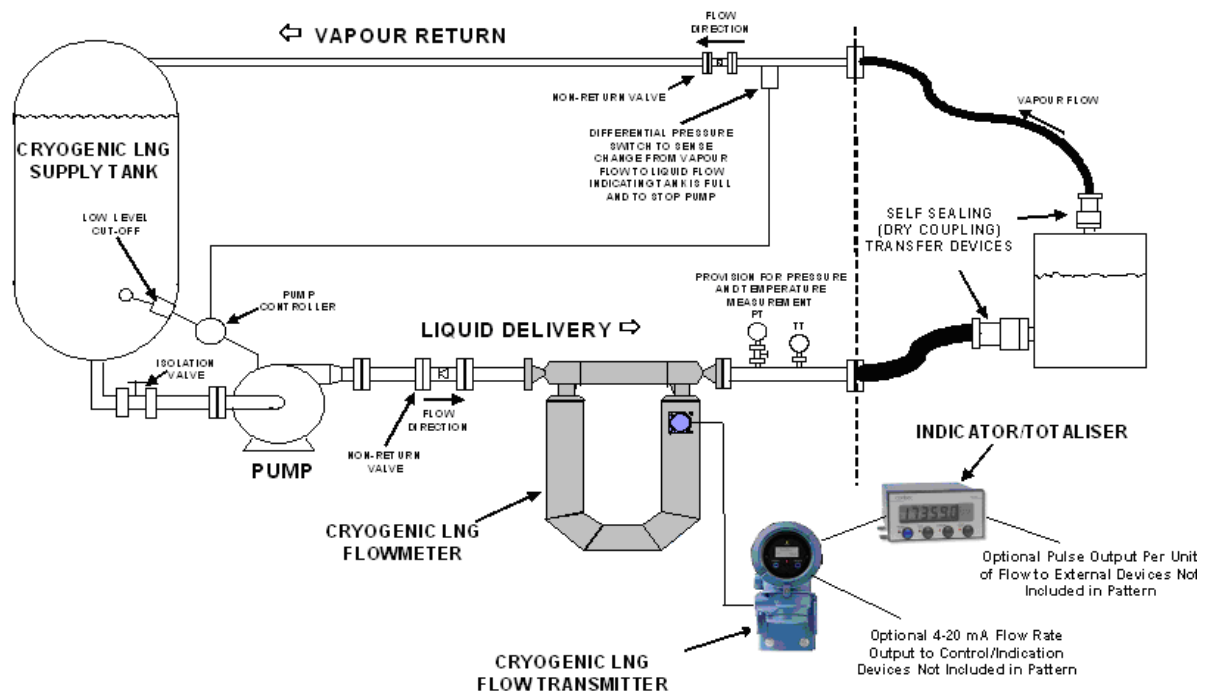 FLOW
DIRECTION
⇦ VAPOUR RETURN
NON-RETURN VALVE
VAPOUR FLOW
CRYOGENIC LNG
SUPPLY TANK
DIFFERENTIAL PRESSURE
SWITCH TO SENSE
CHANGE FROM VAPOUR
FLOW TO LIQUID FLOW
INDICATING TANK IS FULL
AND TO STOP PUMP
LOW LEVEL
CUT-OFF
SELF SEALING
(DRY COUPLING)
TRANSFER DEVICES
PUMP
CONTROLLER
PROVISION FOR PRESSURE
AND TEMPERATURE
MEASUREMENT
PT
TT
LIQUID DELIVERY ⇨
ISOLATION
VALVE
FLOW
DIRECTION
NON-RETURN
VALVE
PUMP
INDICATOR/TOTALISER
17359.0
CRYOGENIC LNG
FLOWMETER
Optional Pulse Output Per Unit
of Flow to External Devices Not
Included in Pattern
Optional 4-20 mA Flow Rate
Output to Control/Indication
Devices Not Included in Pattern
CRYOGENIC LNG
FLOW TRANSMITTER